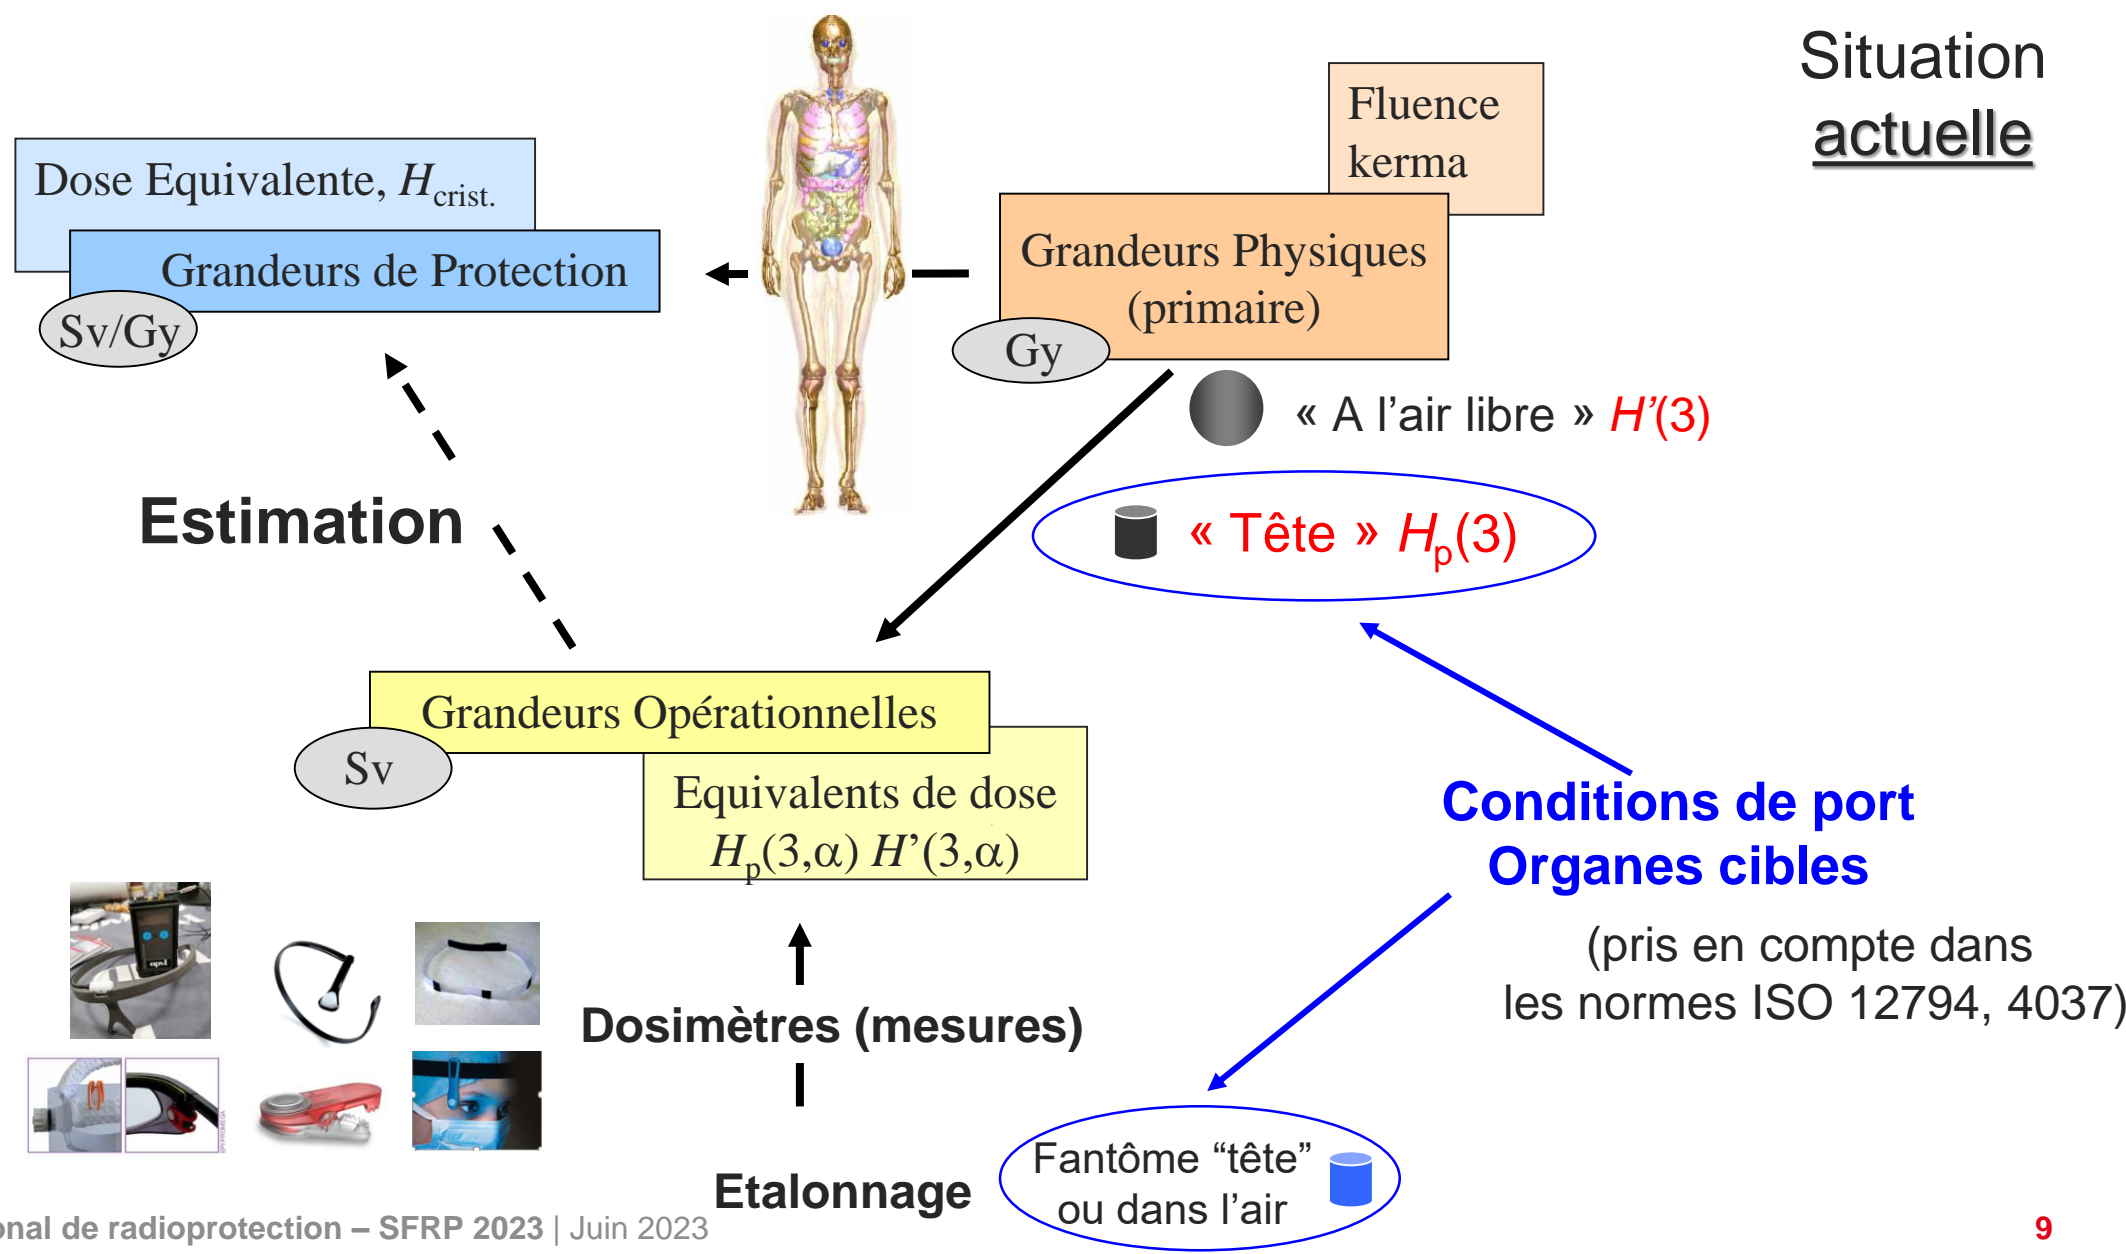 Situation
actuelle
Fluence
kerma
Dose Equivalente, H crist.
Grandeurs de Protection
Sv/Gy
Grandeurs Physiques
(primaire)
Gy
« A l’air libre » H’(3)
« Tête » Hp(3)
Estimation
Grandeurs Opérationnelles
Sv
Equivalents de dose
Hp(3,α) H’(3,α)
Conditions de port
Organes cibles
(pris en compte dans
les normes ISO 12794, 4037)
Dosimètres (mesures)
Etalonnage
Fantôme “tête”
ou dans l’air
onal de radioprotection – SFRP 2023 | Juin 2023
9